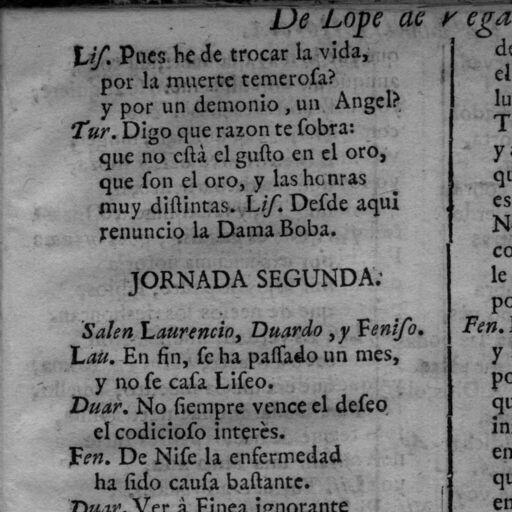 De Lope de Vega
Liſ. Pues he de trocar la vida,
por la muerte temeroſa?
y por un demonio, un Angel?
Tur. Digo que razon te ſobra:
que no eſtà el guſto en el oro,
que ſon el oro, y las honras
muy diſtintas. Liſ. Deſde aqui
renuncio la Dama Boba.
JORNADA SEGUNDA.
Salen Laurencio, Duardo, y Feniſo.
Lau. En fin, ſe ha paſſado un mes,
y no ſe caſa Liſeo.
Duar. No ſiempre vence el deſeo
el codicioſo interès.
Fen. De Niſe la enfermedad
ha ſido cauſa baſtante.
Duar. Ver à Finea ignorante
de
el
lu
T
y
qu
es
N
co
le
po
Fen.
y
po
qu
in
en
qu
en